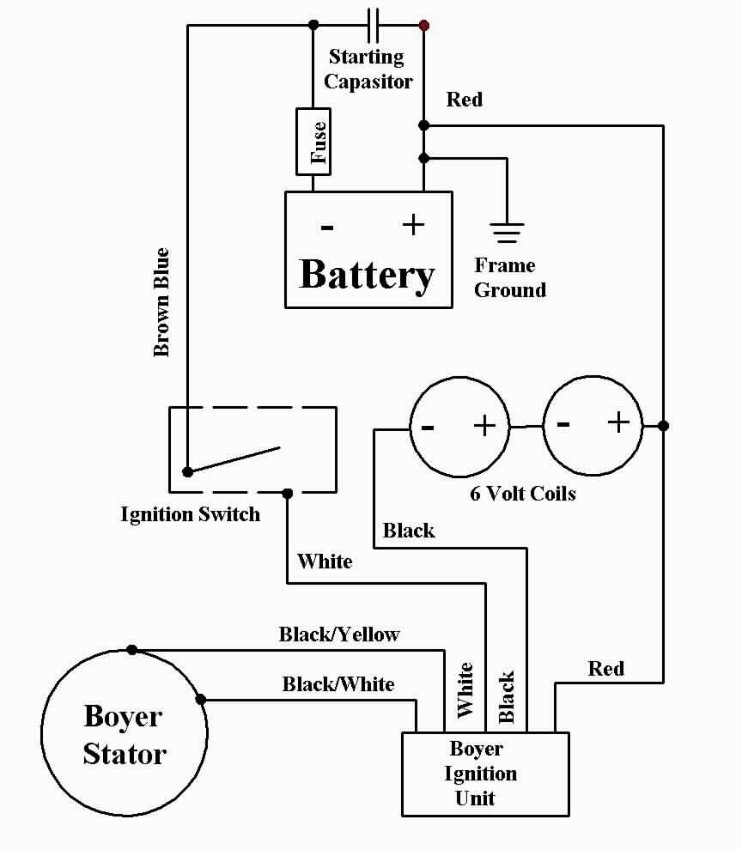 Starting
Capasitor
Red
Fuse
- +
Battery
Frame
Ground
Brown Blue
- + - +
6 Volt Coils
Ignition Switch
Black
White
Black/Yellow
Black/White
White
Black
Red
Boyer
Stator
Boyer
Ignition
Unit